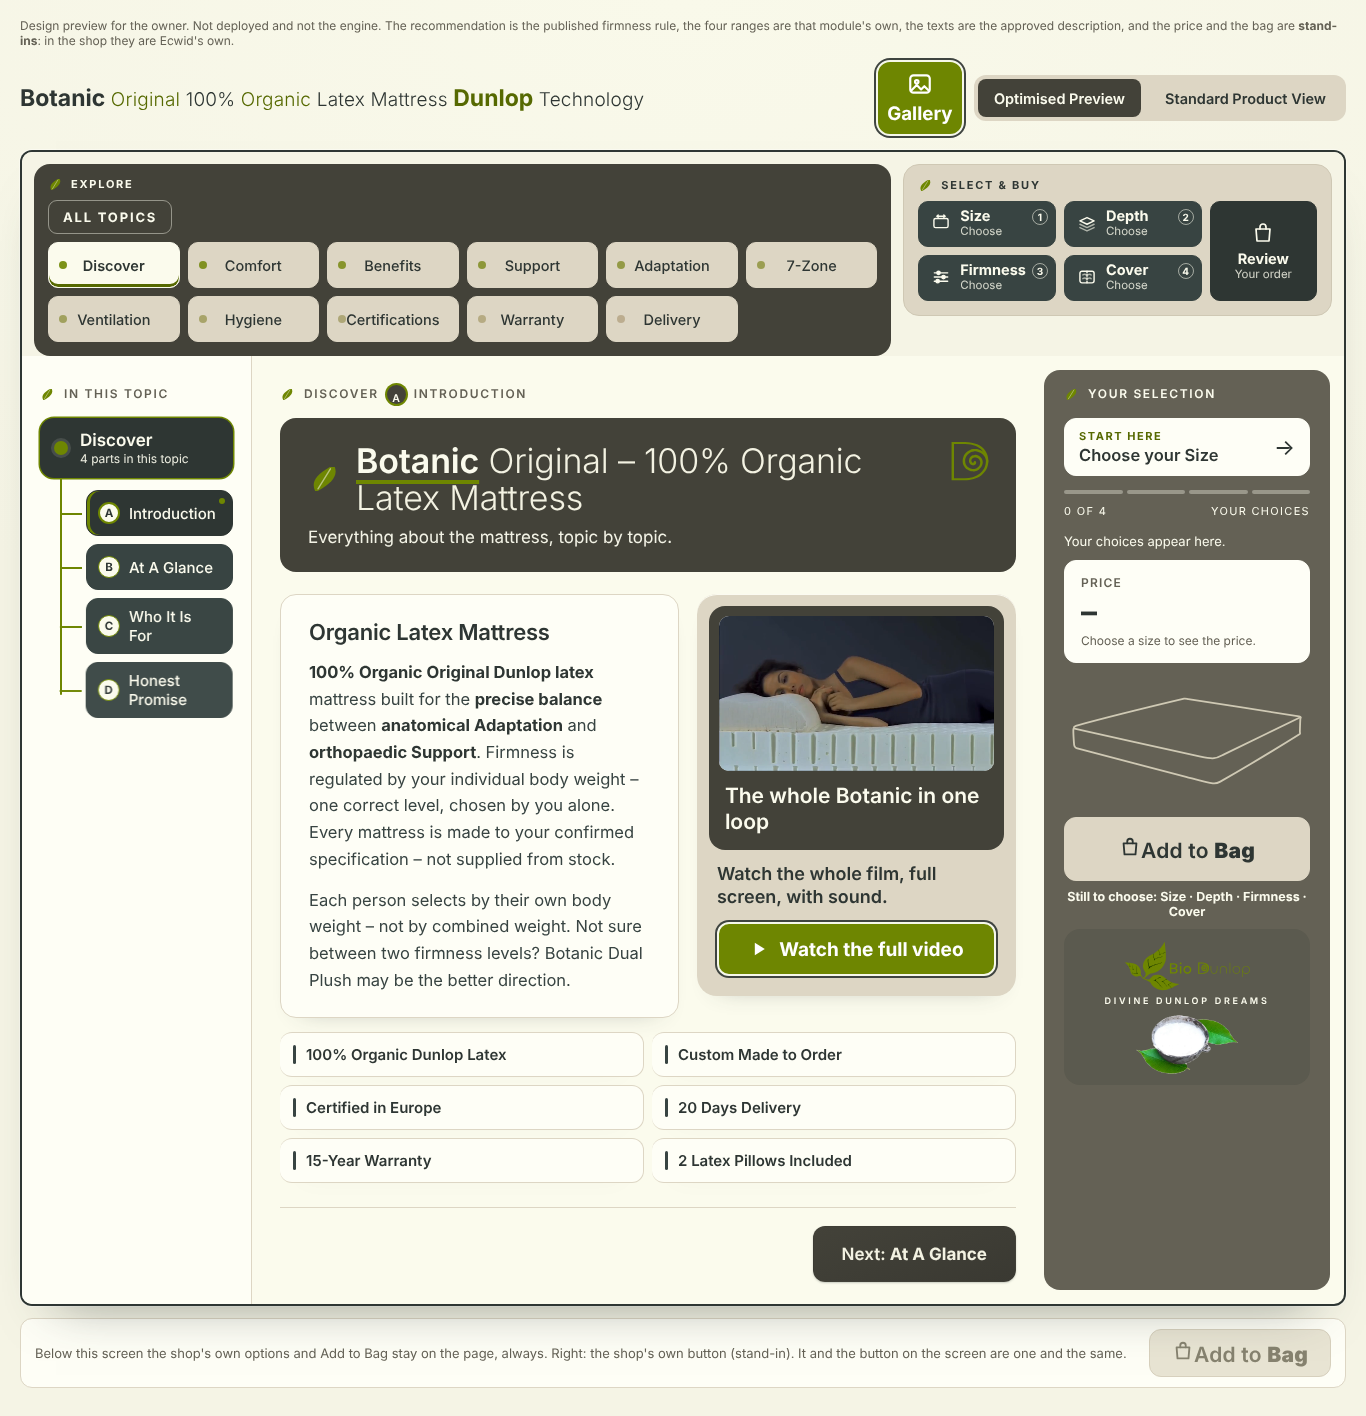 Design preview for the owner. Not deployed and not the engine. The recommendation is the published firmness rule, the four ranges are that module's own, the texts are the approved description, and the price and the bag are stand-
ins: in the shop they are Ecwid's own.
Botanic Original 100% Organic Latex Mattress Dunlop Technology
Gallery
Optimised Preview
Standard Product View
EXPLORE
ALL TOPICS
Discover
Comfort
Benefits
Support
Adaptation
7-Zone
Ventilation
Hygiene
Certifications
Warranty
Delivery
SELECT & BUY
Size
Choose
1
Depth
Choose
2
Firmness
Choose
3
Cover
Choose
4
Review
Your order
IN THIS TOPIC
Discover
4 parts in this topic
A Introduction
B At A Glance
C Who It Is
For
D Honest
Promise
DISCOVER A INTRODUCTION
Botanic Original – 100% Organic
Latex Mattress
Everything about the mattress, topic by topic.
Organic Latex Mattress
100% Organic Original Dunlop latex
mattress built for the precise balance
between anatomical Adaptation and
orthopaedic Support. Firmness is
regulated by your individual body weight –
one correct level, chosen by you alone.
Every mattress is made to your confirmed
specification – not supplied from stock.
Each person selects by their own body
weight – not by combined weight. Not sure
between two firmness levels? Botanic Dual
Plush may be the better direction.
The whole Botanic in one
loop
Watch the whole film, full
screen, with sound.
Watch the full video
100% Organic Dunlop Latex
Custom Made to Order
Certified in Europe
20 Days Delivery
15-Year Warranty
2 Latex Pillows Included
Next: At A Glance
YOUR SELECTION
START HERE
Choose your Size
0 OF 4
YOUR CHOICES
Your choices appear here.
PRICE
–
Choose a size to see the price.
Add to Bag
Still to choose: Size · Depth · Firmness ·
Cover
Bio Dunlop
DIVINE DUNLOP DREAMS
Below this screen the shop's own options and Add to Bag stay on the page, always. Right: the shop's own button (stand-in). It and the button on the screen are one and the same.
Add to Bag